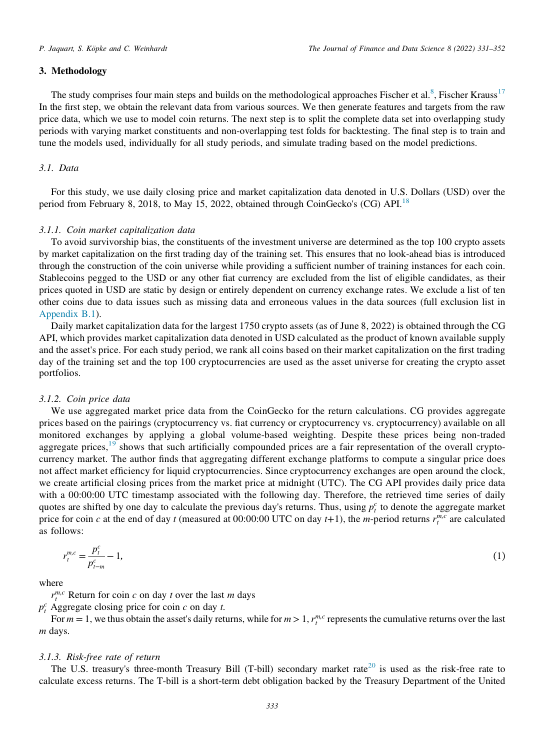 P. Jaquart, S. Köpke and C. Weinhardt
The Journal of Finance and Data Science 8 (2022) 331–352
3. Methodology
The study comprises four main steps and builds on the methodological approaches Fischer et al.8, Fischer Krauss17
In the first step, we obtain the relevant data from various sources. We then generate features and targets from the raw
price data, which we use to model coin returns. The next step is to split the complete data set into overlapping study
periods with varying market constituents and non-overlapping test folds for backtesting. The final step is to train and
tune the models used, individually for all study periods, and simulate trading based on the model predictions.
3.1. Data
For this study, we use daily closing price and market capitalization data denoted in U.S. Dollars (USD) over the
period from February 8, 2018, to May 15, 2022, obtained through CoinGecko's (CG) API.18
3.1.1. Coin market capitalization data
To avoid survivorship bias, the constituents of the investment universe are determined as the top 100 crypto assets
by market capitalization on the first trading day of the training set. This ensures that no look-ahead bias is introduced
through the construction of the coin universe while providing a sufficient number of training instances for each coin.
Stablecoins pegged to the USD or any other fiat currency are excluded from the list of eligible candidates, as their
prices quoted in USD are static by design or entirely dependent on currency exchange rates. We exclude a list of ten
other coins due to data issues such as missing data and erroneous values in the data sources (full exclusion list in
Appendix B.1).
Daily market capitalization data for the largest 1750 crypto assets (as of June 8, 2022) is obtained through the CG
API, which provides market capitalization data denoted in USD calculated as the product of known available supply
and the asset's price. For each study period, we rank all coins based on their market capitalization on the first trading
day of the training set and the top 100 cryptocurrencies are used as the asset universe for creating the crypto asset
portfolios.
3.1.2. Coin price data
We use aggregated market price data from the CoinGecko for the return calculations. CG provides aggregate
prices based on the pairings (cryptocurrency vs. fiat currency or cryptocurrency vs. cryptocurrency) available on all
monitored exchanges by applying a global volume-based weighting. Despite these prices being non-traded
aggregate prices,19 shows that such artificially compounded prices are a fair representation of the overall crypto-
currency market. The author finds that aggregating different exchange platforms to compute a singular price does
not affect market efficiency for liquid cryptocurrencies. Since cryptocurrency exchanges are open around the clock,
we create artificial closing prices from the market price at midnight (UTC). The CG API provides daily price data
with a 00:00:00 UTC timestamp associated with the following day. Therefore, the retrieved time series of daily
quotes are shifted by one day to calculate the previous day's returns. Thus, using p_t^c to denote the aggregate market
price for coin c at the end of day t (measured at 00:00:00 UTC on day t+1), the m-period returns r_t^{m,c} are calculated
as follows:
r_t^{m,c} = p_t^c / p_{t−m}^c − 1, (1)
where
r_t^{m,c} Return for coin c on day t over the last m days
p_t^c Aggregate closing price for coin c on day t.
For m = 1, we thus obtain the asset's daily returns, while for m > 1, r_t^{m,c} represents the cumulative returns over the last
m days.
3.1.3. Risk-free rate of return
The U.S. treasury's three-month Treasury Bill (T-bill) secondary market rate20 is used as the risk-free rate to
calculate excess returns. The T-bill is a short-term debt obligation backed by the Treasury Department of the United
333